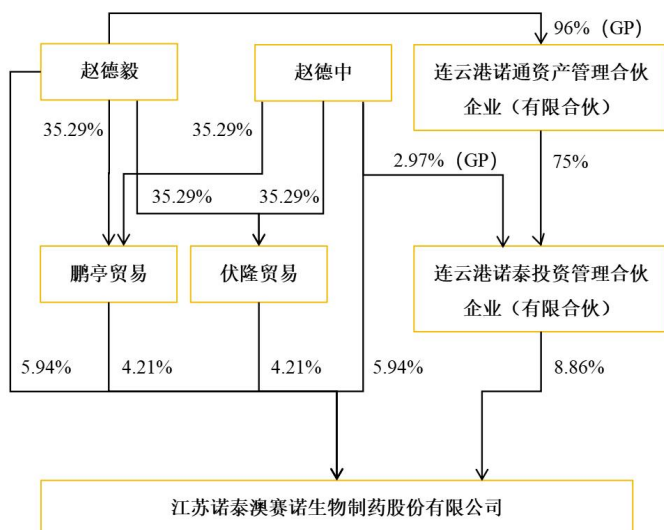 96%（GP）
赵德毅
赵德中
连云港诺通资产管理合伙
企业（有限合伙）
35.29%
35.29%
2.97%（GP）
75%
35.29%
35.29%
鹏亭贸易
伏隆贸易
连云港诺泰投资管理合伙
企业（有限合伙）
5.94%
4.21%
4.21%
5.94%
8.86%
江苏诺泰澳赛诺生物制药股份有限公司